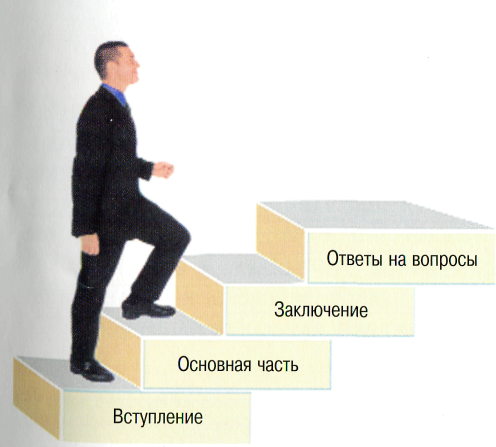 Ответы на вопросы
Заключение
Основная часть
Вступление